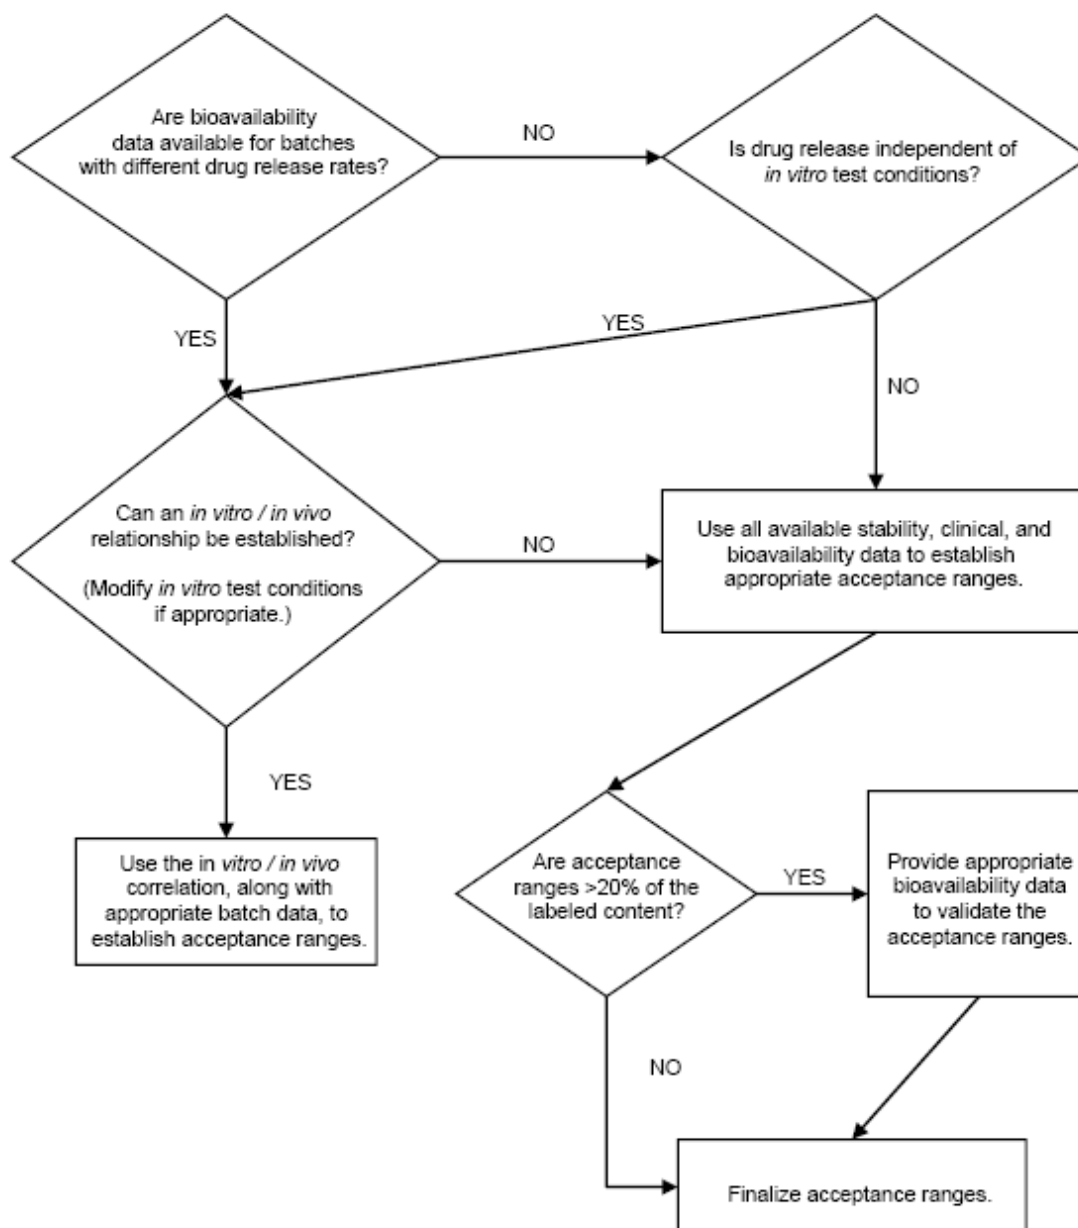 Are bioavailability
data available for batches
with different drug release rates?
NO
Is drug release independent of
in vitro test conditions?
YES
YES
NO
Can an in vitro / in vivo
relationship be established?
(Modify in vitro test conditions
if appropriate.)
NO
Use all available stability, clinical, and
bioavailability data to establish
appropriate acceptance ranges.
YES
Use the in vitro / in vivo
correlation, along with
appropriate batch data, to
establish acceptance ranges.
Are acceptance
ranges >20% of the
labeled content?
YES
Provide appropriate
bioavailability data
to validate the
acceptance ranges.
NO
Finalize acceptance ranges.